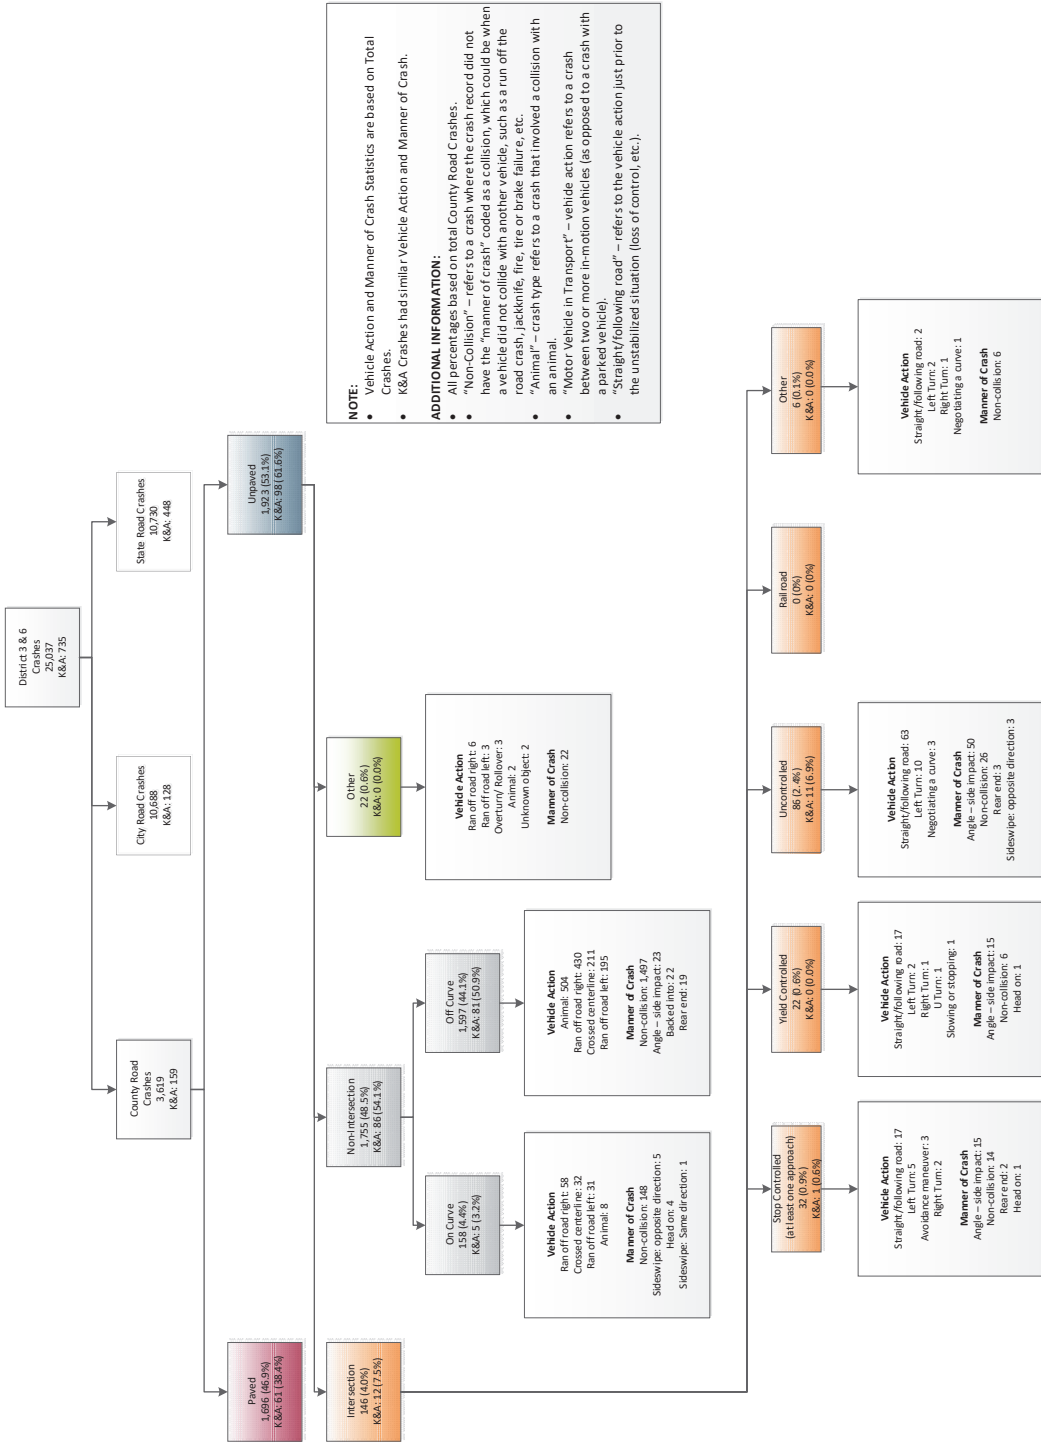 District 3 & 6
Crashes
25,037
K&A: 735
County Road
Crashes
3,619
K&A: 159
City Road Crashes
10,688
K&A: 128
State Road Crashes
10,730
K&A: 448
Paved
1,696 (46.9%)
K&A: 61 (38.4%)
Unpaved
1,923 (53.1%)
K&A: 98 (61.6%)
Intersection
146 (4.0%)
K&A: 12 (7.5%)
Non-Intersection
1,755 (48.5%)
K&A: 86 (54.1%)
Other
22 (0.6%)
K&A: 0 (0.0%)
On Curve
158 (4.4%)
K&A: 5 (3.2%)
Off Curve
1,597 (44.1%)
K&A: 81 (50.9%)
Vehicle Action
Ran off road right: 6
Ran off road left: 3
Overturn/ Rollover: 3
Animal: 2
Unknown object: 2
Manner of Crash
Non-collision: 22
Vehicle Action
Ran off road right: 58
Crossed centerline: 32
Ran off road left: 31
Animal: 8
Manner of Crash
Non-collision: 148
Sideswipe: opposite direction: 5
Head on: 4
Sideswipe: Same direction: 1
Vehicle Action
Animal: 504
Ran off road right: 430
Crossed centerline: 211
Ran off road left: 195
Manner of Crash
Non-collision: 1,497
Angle – side impact: 23
Backed into: 22
Rear end: 19
Stop Controlled
(at least one approach)
32 (0.9%)
K&A: 1 (0.6%)
Yield Controlled
22 (0.6%)
K&A: 0 (0.0%)
Uncontrolled
86 (2.4%)
K&A: 11 (6.9%)
Railroad
0 (0%)
K&A: 0 (0%)
Other
6 (0.1%)
K&A: 0 (0.0%)
Vehicle Action
Straight/following road: 17
Left Turn: 5
Avoidance maneuver: 3
Right Turn: 2
Manner of Crash
Angle – side impact: 15
Non-collision: 14
Rear end: 2
Head on: 1
Vehicle Action
Straight/following road: 17
Left Turn: 2
Right Turn: 1
U Turn: 1
Slowing or stopping: 1
Manner of Crash
Angle – side impact: 15
Non-collision: 6
Head on: 1
Vehicle Action
Straight/following road: 63
Left Turn: 10
Negotiating a curve: 3
Manner of Crash
Angle – side impact: 50
Non-collision: 26
Rear end: 3
Sideswipe: opposite direction: 3
Vehicle Action
Straight/following road: 2
Left Turn: 2
Right Turn: 1
Negotiating a curve: 1
Manner of Crash
Non-collision: 6
NOTE:
• Vehicle Action and Manner of Crash Statistics are based on Total
Crashes.
• K&A Crashes had similar Vehicle Action and Manner of Crash.
ADDITIONAL INFORMATION:
• All percentages based on total County Road Crashes.
• "Non-Collision" – refers to a crash where the crash record did not
have the "manner of crash" coded as a collision, which could be when
a vehicle did not collide with another vehicle, such as a run off the
road crash, jackknife, fire, tire or brake failure, etc.
• "Animal" – crash type refers to a crash that involved a collision with
an animal.
• "Motor Vehicle in Transport" – vehicle action refers to a crash
between two or more in-motion vehicles (as opposed to a crash with
a parked vehicle).
• "Straight/following road" – refers to the vehicle action just prior to
the unstabilized situation (loss of control, etc.).